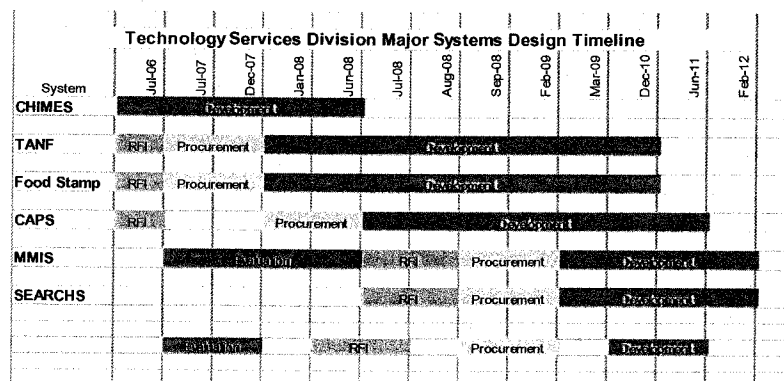 Technology Services Division Major Systems Design Timeline
System Jul-06 Jul-07 Dec-07 Jan-08 Jun-08 Jul-08 Aug-08 Sep-08 Feb-09 Mar-09 Dec-10 Jun-11 Feb-12
CHIMES Development
TANF RFI Procurement Development
Food Stamp RFI Procurement Development
CAPS RFI Procurement Development
MMIS Evaluation RFI Procurement Development
SEARCHS RFI Procurement Development
Evaluation RFI Procurement Development